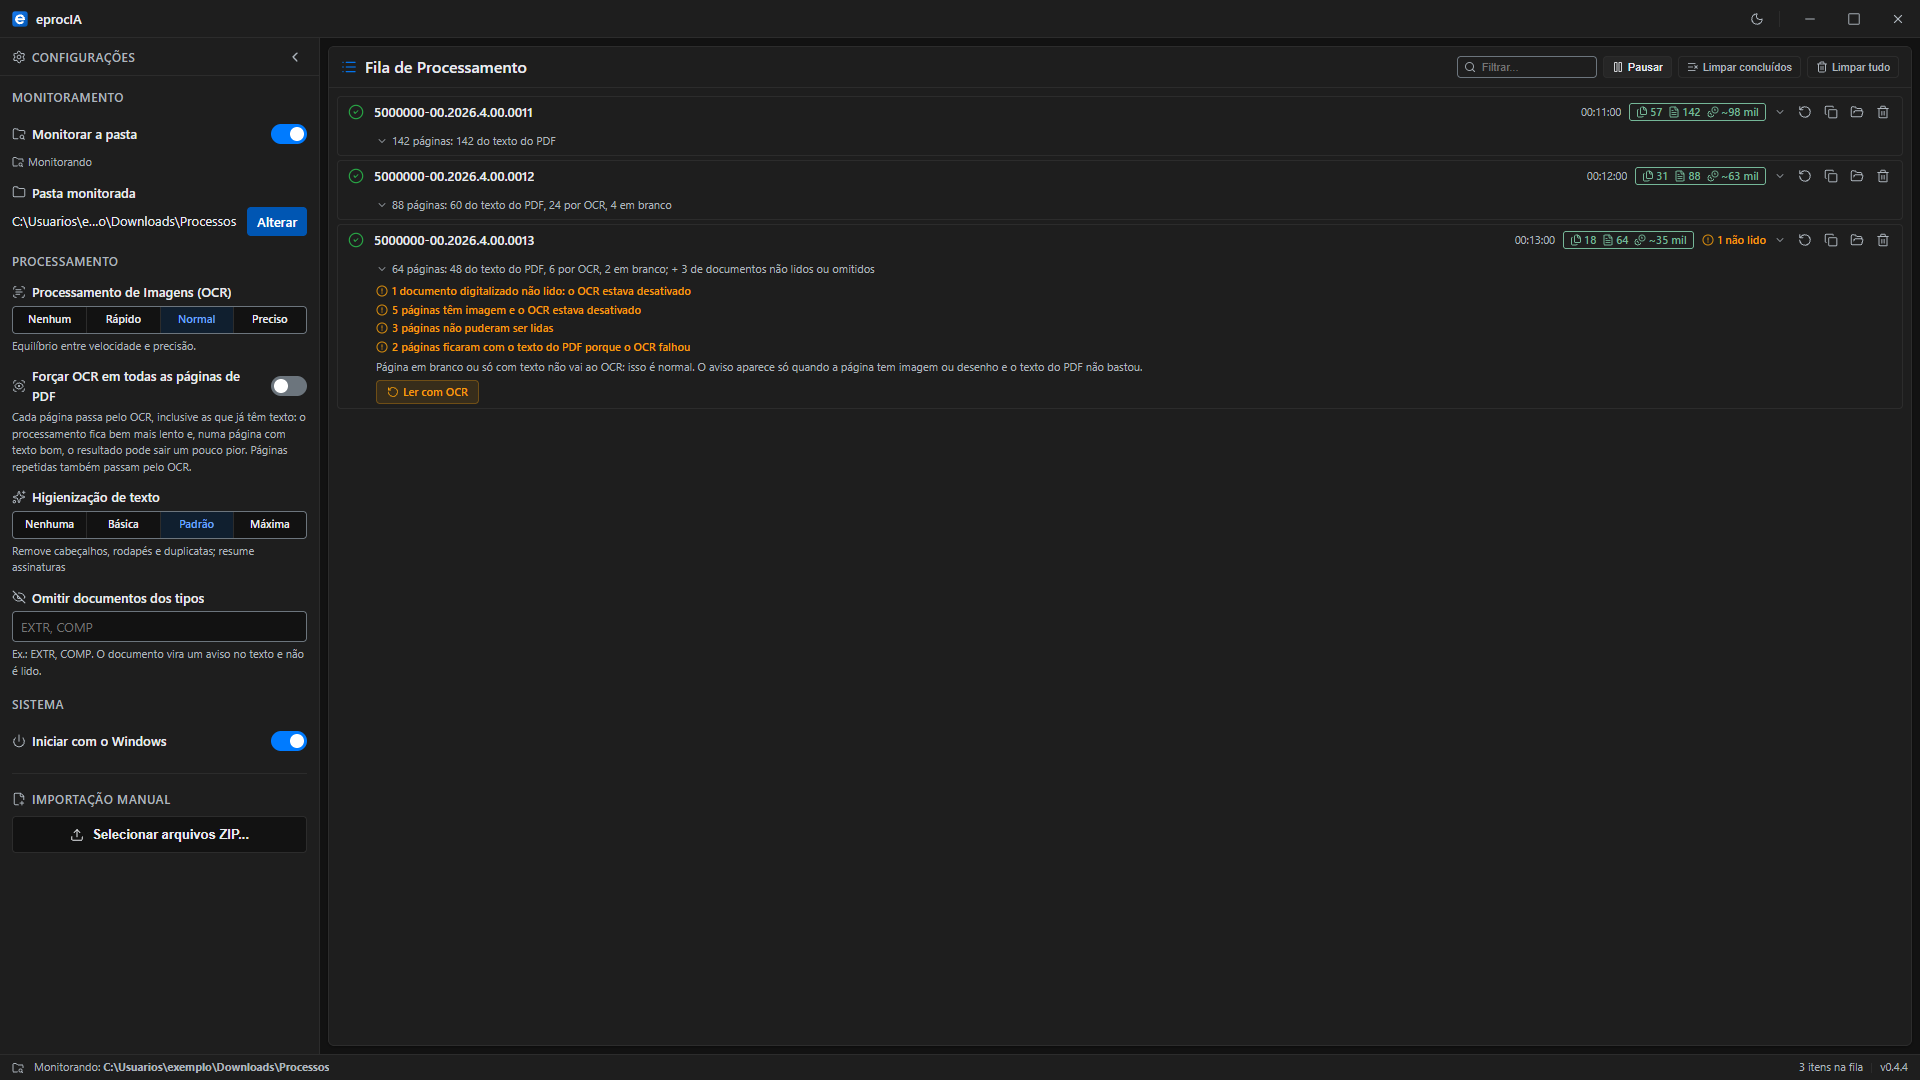 eprocIA
CONFIGURAÇÕES
MONITORAMENTO
Monitorar a pasta
Monitorando
Pasta monitorada
C:\Usuarios\e...o\Downloads\Processos
Alterar
PROCESSAMENTO
Processamento de Imagens (OCR)
Nenhum Rápido Normal Preciso
Equilíbrio entre velocidade e precisão.
Forçar OCR em todas as páginas de
PDF
Cada página passa pelo OCR, inclusive as que já têm texto: o
processamento fica bem mais lento e, numa página com
texto bom, o resultado pode sair um pouco pior. Páginas
repetidas também passam pelo OCR.
Higienização de texto
Nenhuma Básica Padrão Máxima
Remove cabeçalhos, rodapés e duplicatas; resume
assinaturas
Omitir documentos dos tipos
EXTR, COMP
Ex.: EXTR, COMP. O documento vira um aviso no texto e não
é lido.
SISTEMA
Iniciar com o Windows
IMPORTAÇÃO MANUAL
Selecionar arquivos ZIP...
Fila de Processamento
Filtrar... Pausar Limpar concluídos Limpar tudo
5000000-00.2026.4.00.0011 00:11:00 57 142 ~98 mil
142 páginas: 142 do texto do PDF
5000000-00.2026.4.00.0012 00:12:00 31 88 ~63 mil
88 páginas: 60 do texto do PDF, 24 por OCR, 4 em branco
5000000-00.2026.4.00.0013 00:13:00 18 64 ~35 mil 1 não lido
64 páginas: 48 do texto do PDF, 6 por OCR, 2 em branco; + 3 de documentos não lidos ou omitidos
1 documento digitalizado não lido: o OCR estava desativado
5 páginas têm imagem e o OCR estava desativado
3 páginas não puderam ser lidas
2 páginas ficaram com o texto do PDF porque o OCR falhou
Página em branco ou só com texto não vai ao OCR: isso é normal. O aviso aparece só quando a página tem imagem ou desenho e o texto do PDF não bastou.
Ler com OCR
Monitorando: C:\Usuarios\exemplo\Downloads\Processos
3 itens na fila v0.4.4